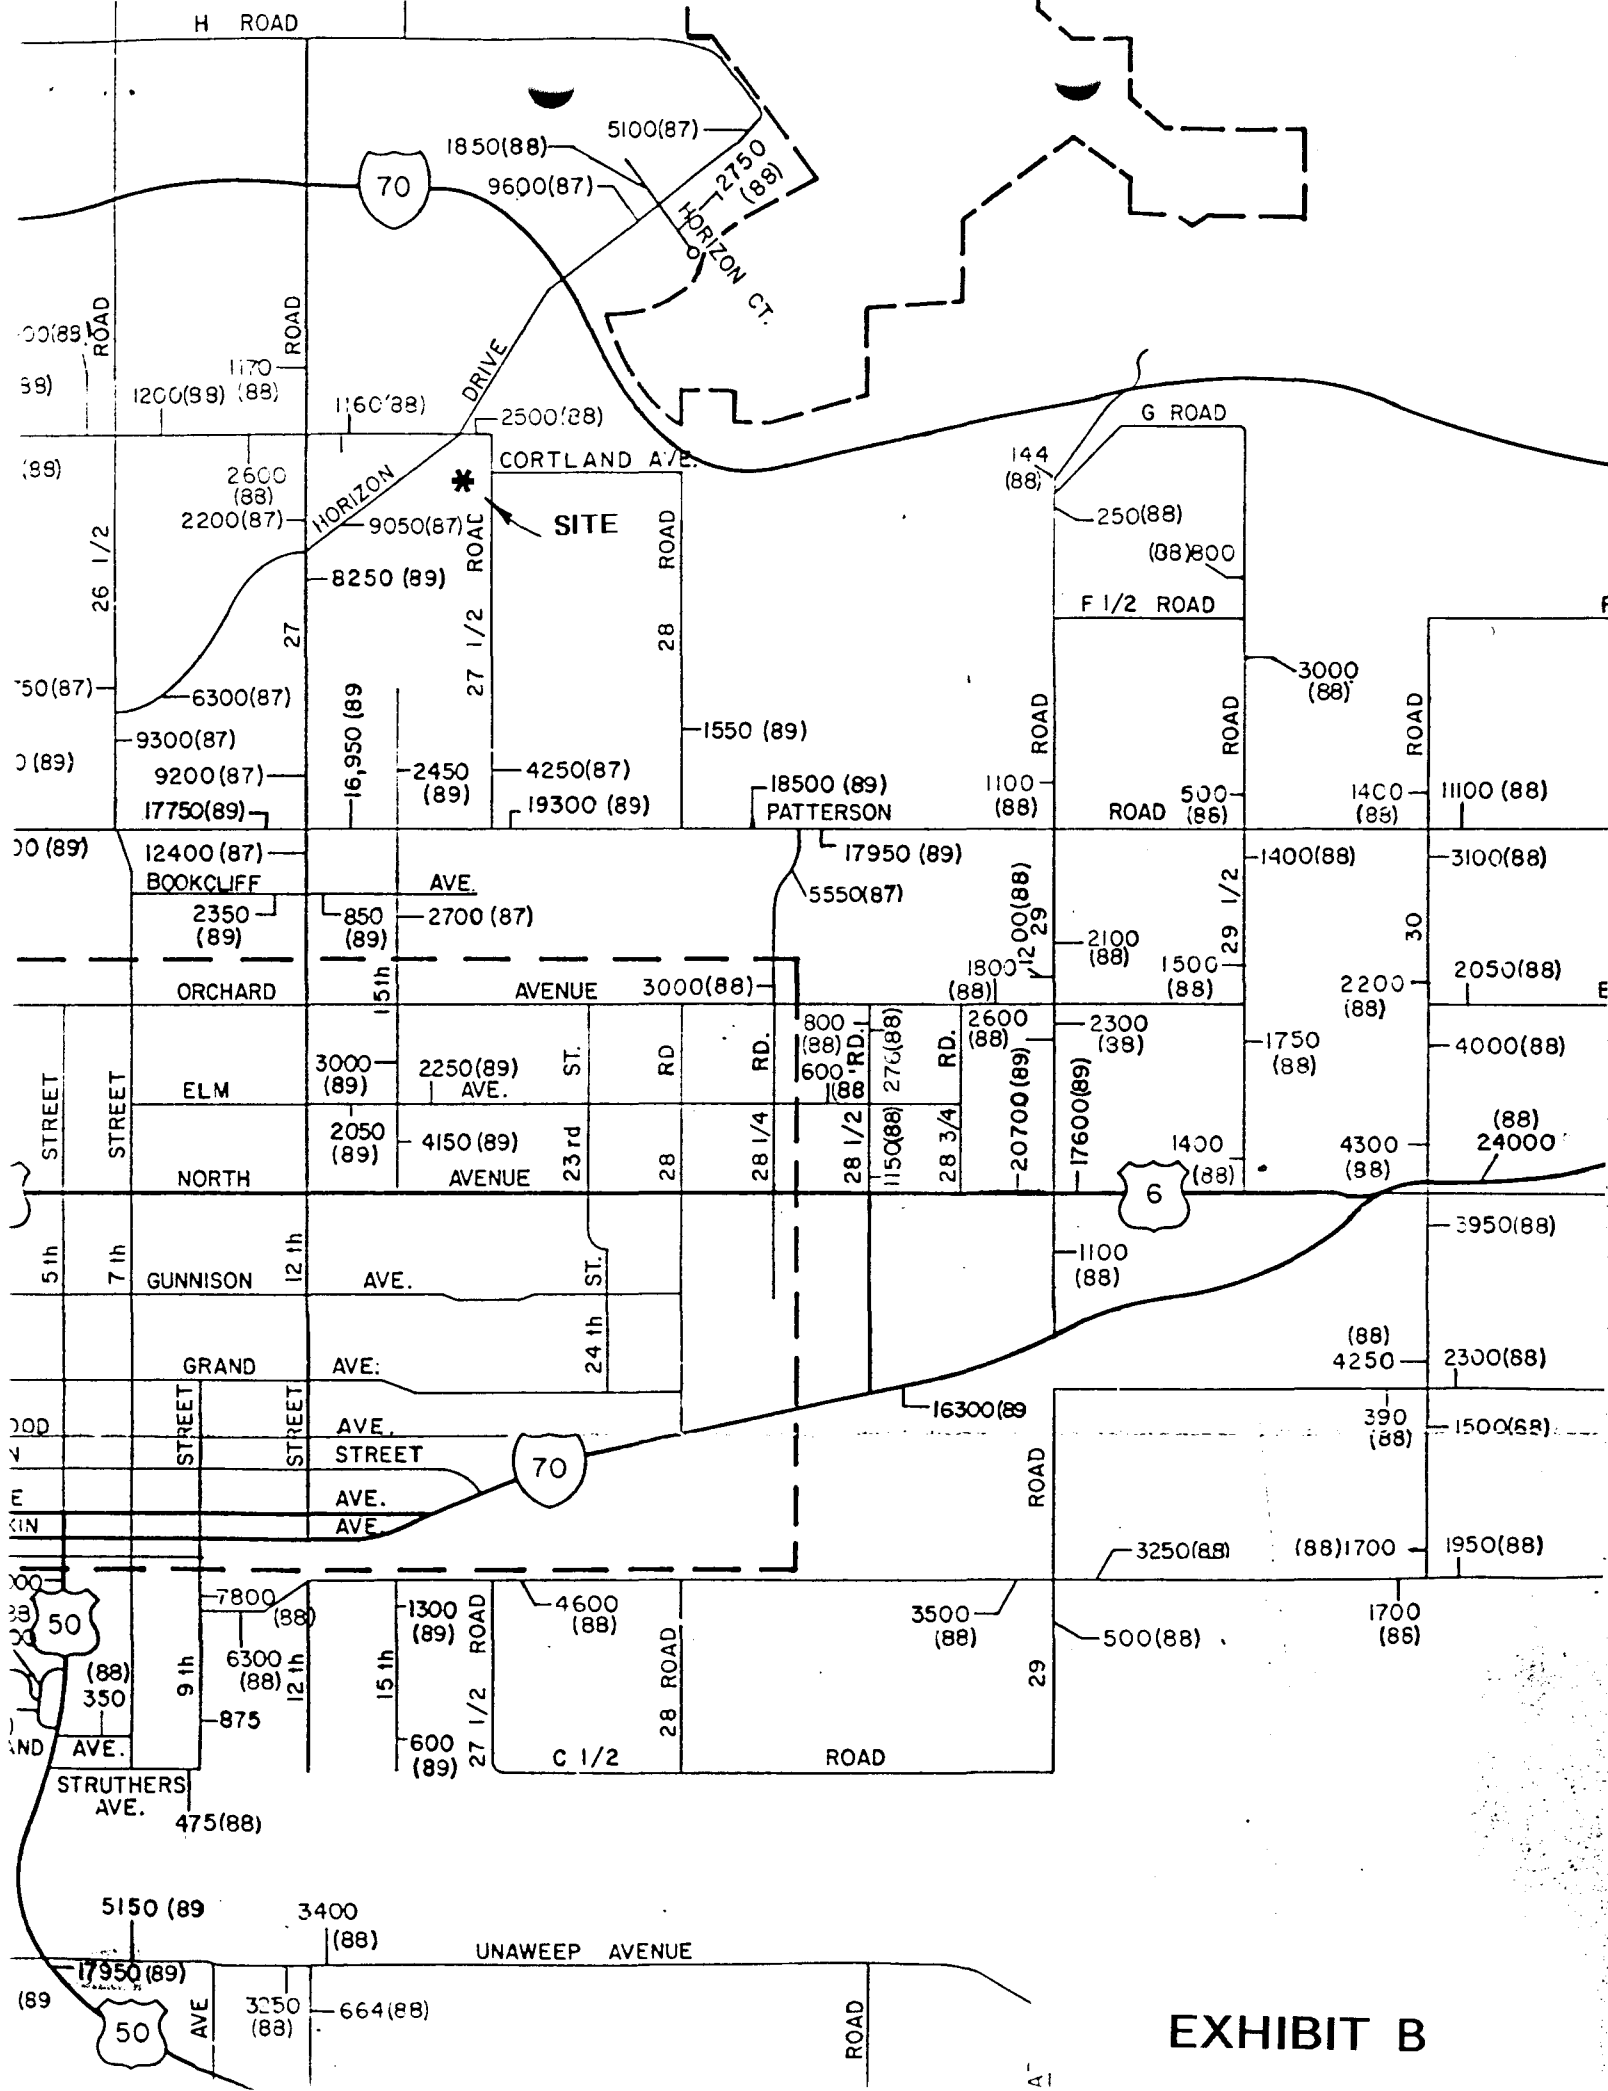 H ROAD
5100(87)
1850(88)
2750
(88)
70
9600(87)
HORIZON CT.
ROAD
ROAD
1170
(88)
DRIVE
1200(88)
1160(88)
2500(88)
G ROAD
CORTLAND AVE.
144
(88)
(88)
2600
(88)
HORIZON
*
2200(87)
9050(87)
SITE
250(88)
ROAD
ROAD
(88)800
26 1/2
8250 (89)
F 1/2 ROAD
27
27 1/2
28
3000
(88)
50(87)
6300(87)
16,950 (89
ROAD
ROAD
ROAD
9300(87)
1550 (89)
0 (89)
9200(87)
2450
(89)
4250(87)
18500 (89)
1100
(88)
500
(86)
1400
(88)
11100 (88)
17750(89)
19300 (89)
PATTERSON
ROAD
00 (89)
12400(87)
17950 (89)
1400(88)
3100(88)
BOOKCLIFF
AVE.
5550(87)
2350
(89)
850
(89)
2700 (87)
1200(88)
29
29 1/2
30
2100
(88)
1800
(88)
1500
(88)
2050(88)
15th
ORCHARD
AVENUE
3000(88)
2200
(88)
E
800
(88)
276(88)
2600
(88)
2300
(38)
1750
(88)
4000(88)
ST.
RD
RD.
RD.
RD.
3000
(89)
2250(89)
600
(88
20700(89)
17600(89)
STREET
STREET
ELM
AVE.
2050
(89)
4150(89)
23rd
28
28 1/4
28 1/2
1150(88)
28 3/4
1400
(88)
4300
(88)
(88)
24000
NORTH
AVENUE
6
3950(88)
5th
7th
12th
1100
(88)
GUNNISON
AVE.
ST.
24th
(88)
4250
2300(88)
GRAND
AVE.
STREET
STREET
16300(89
390
(88)
1500(88)
OOD
AVE.
N
STREET
70
ROAD
E
AVE.
KIN
AVE.
3250(88)
(88)1700
1950(88)
7800
(88)
1300
(89)
ROAD
4600
(88)
3500
(88)
1700
(86)
50
6300
(88)
500(88)
(88)
350
9th
12th
15th
27 1/2
28 ROAD
29
875
600
(89)
AND AVE.
C 1/2
ROAD
STRUTHERS
AVE.
475(88)
5150 (89
3400
(88)
UNAWEEP AVENUE
17950(89)
(89
50
AVE
3250
(88)
664(88)
ROAD
EXHIBIT B